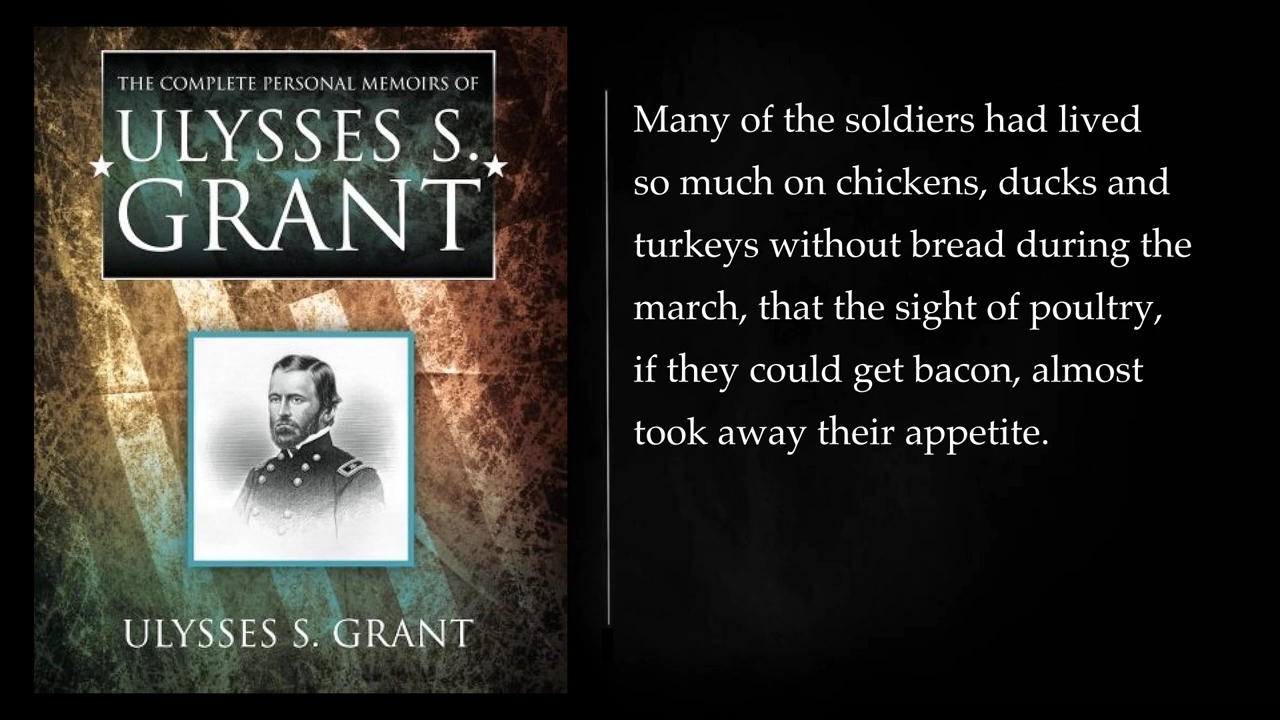 THE COMPLETE PERSONAL MEMOIRS OF
ULYSSES S.
GRANT
ULYSSES S. GRANT
Many of the soldiers had lived
so much on chickens, ducks and
turkeys without bread during the
march, that the sight of poultry,
if they could get bacon, almost
took away their appetite.